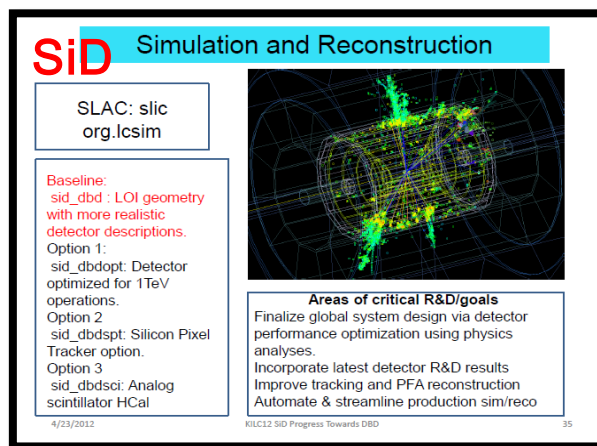 SiD
Simulation and Reconstruction
SLAC: slic
org.lcsim
Baseline:
sid_dbd : LOI geometry
with more realistic
detector descriptions.
Option 1:
sid_dbdopt: Detector
optimized for 1TeV
operations.
Option 2
sid_dbdspt: Silicon Pixel
Tracker option.
Option 3
sid_dbdsci: Analog
scintillator HCal
Areas of critical R&D/goals
Finalize global system design via detector
performance optimization using physics
analyses.
Incorporate latest detector R&D results
Improve tracking and PFA reconstruction
Automate & streamline production sim/reco
4/23/2012
KILC12 SiD Progress Towards DBD
35